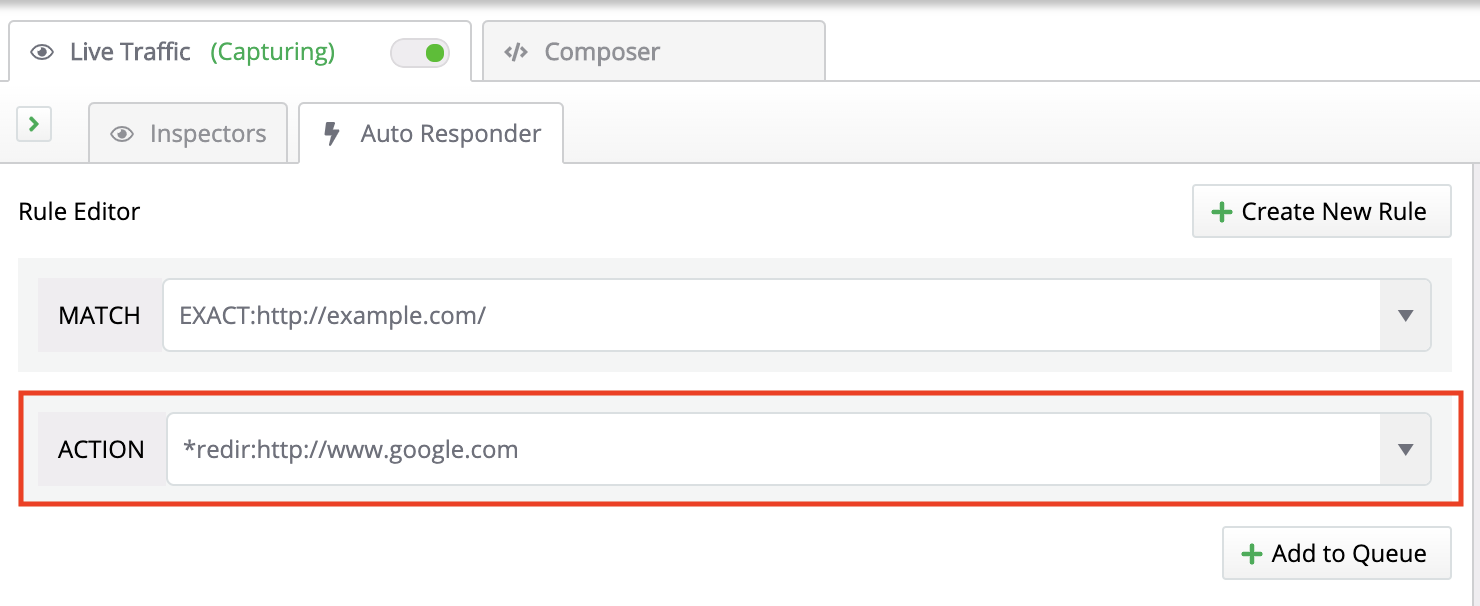 Live Traffic (Capturing) Composer
Inspectors Auto Responder
Rule Editor Create New Rule
MATCH EXACT:http://example.com/
ACTION *redir:http://www.google.com
Add to Queue